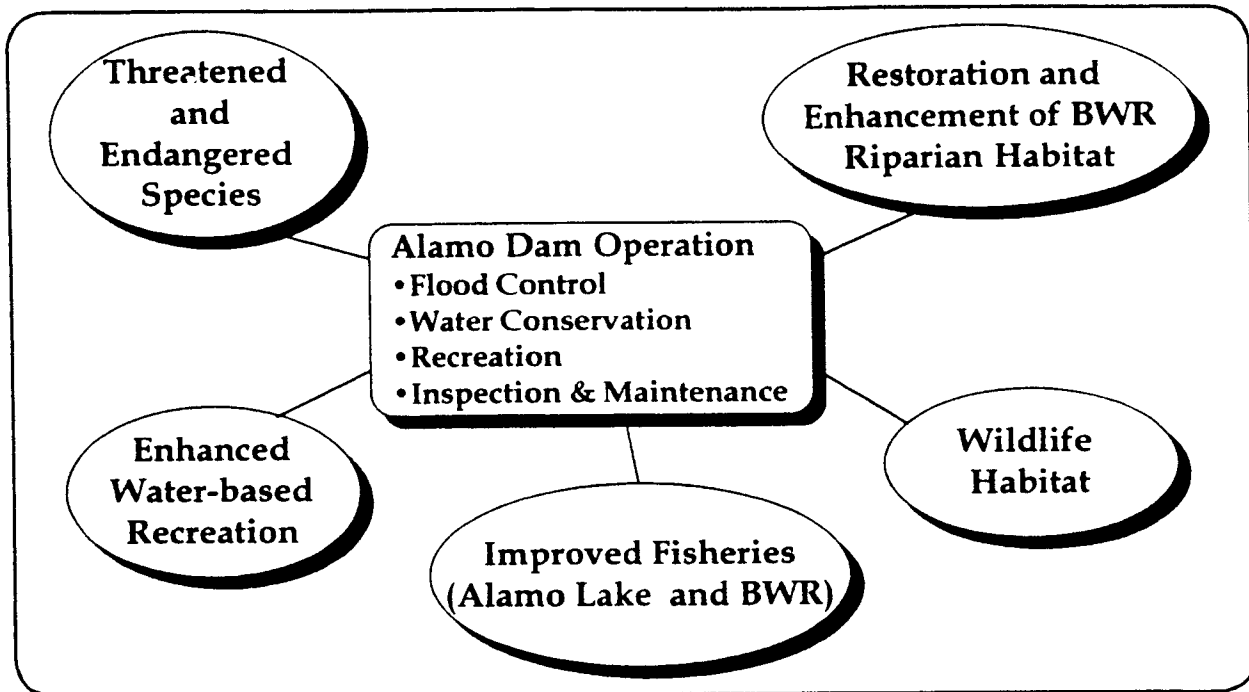 Threatened
and
Endangered
Species
Restoration and
Enhancement of BWR
Riparian Habitat
Alamo Dam Operation
•Flood Control
•Water Conservation
•Recreation
•Inspection & Maintenance
Enhanced
Water-based
Recreation
Improved Fisheries
(Alamo Lake and BWR)
Wildlife
Habitat